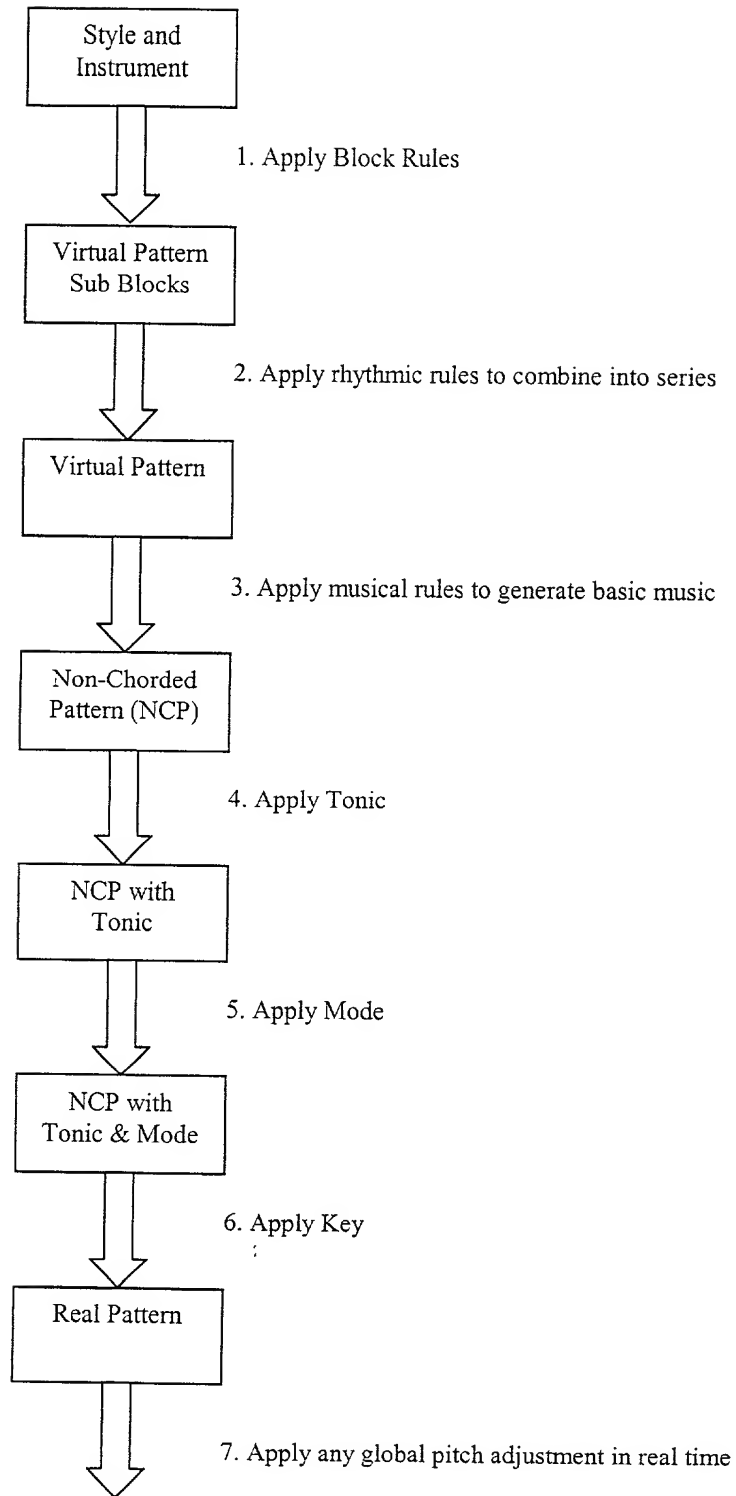 Style and
Instrument
1. Apply Block Rules
Virtual Pattern
Sub Blocks
2. Apply rhythmic rules to combine into series
Virtual Pattern
3. Apply musical rules to generate basic music
Non-Chorded
Pattern (NCP)
4. Apply Tonic
NCP with
Tonic
5. Apply Mode
NCP with
Tonic & Mode
6. Apply Key
Real Pattern
7. Apply any global pitch adjustment in real time